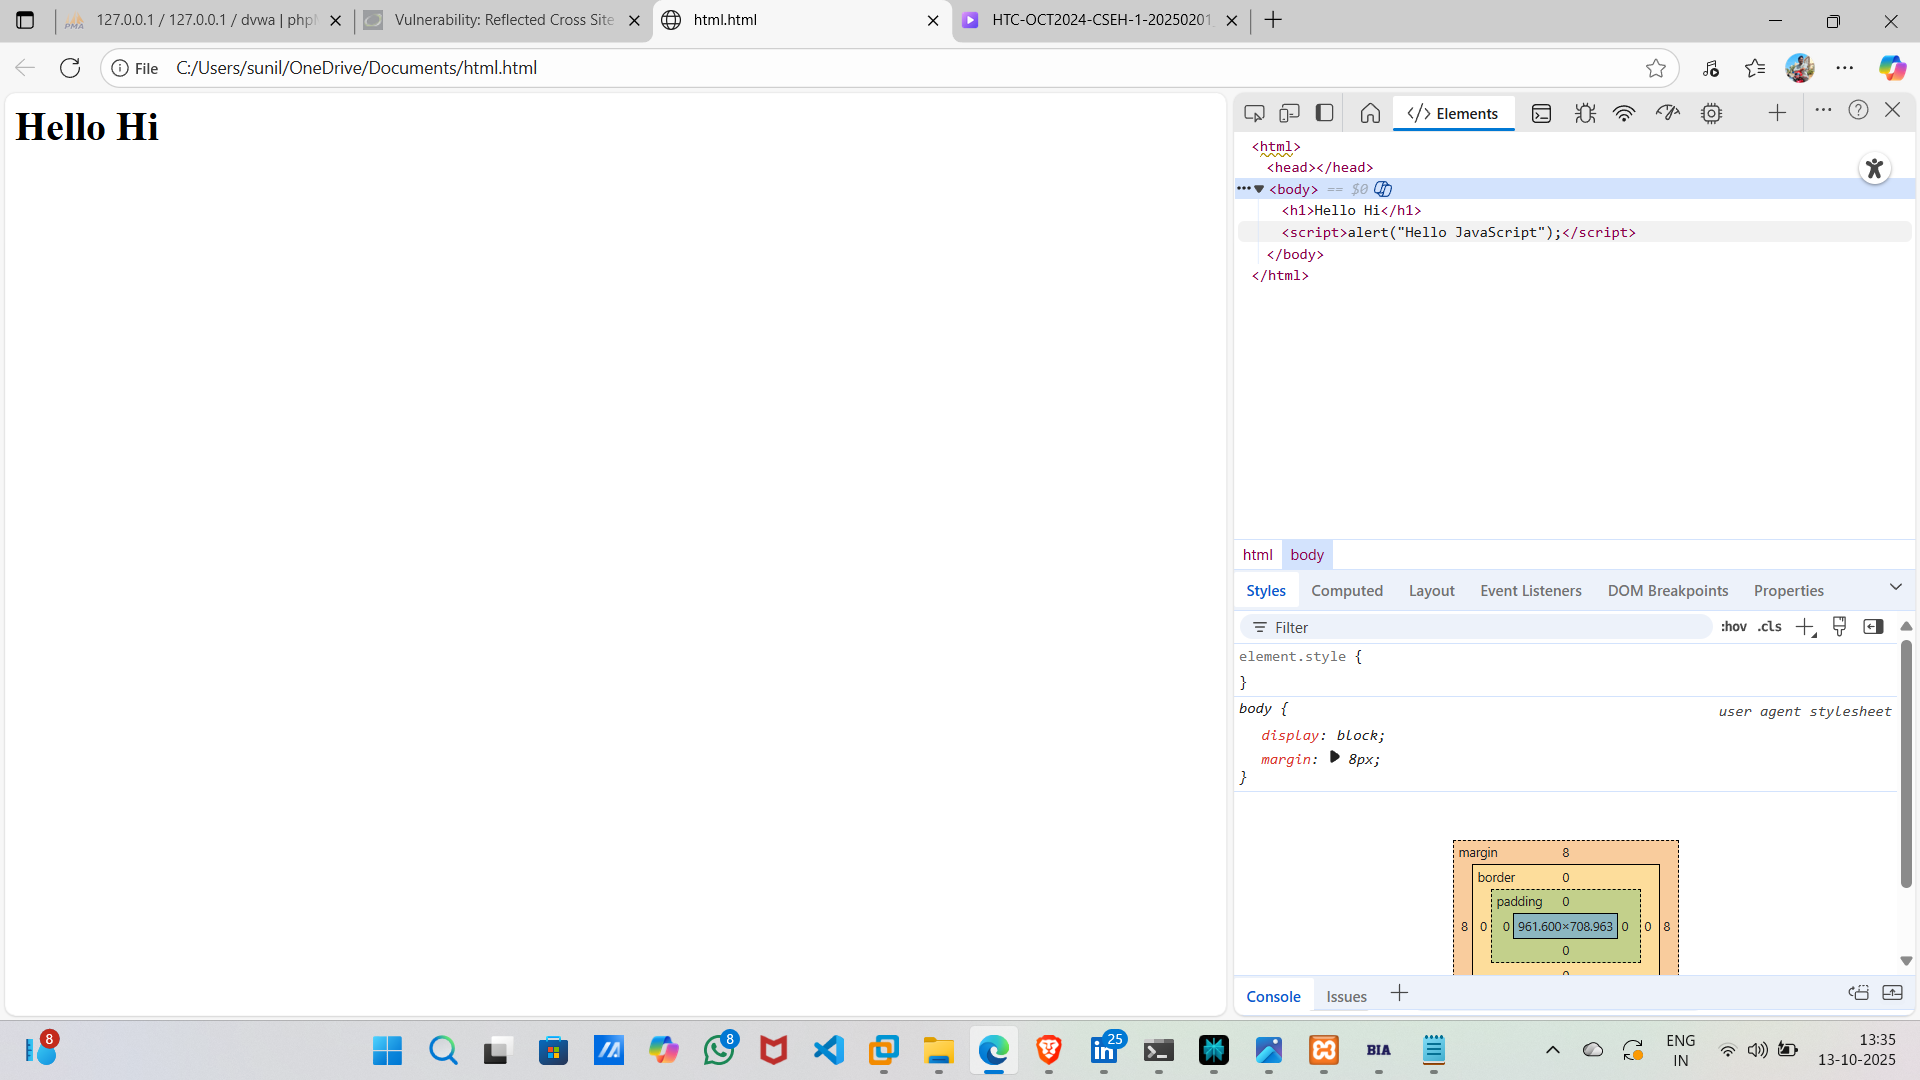 127.0.0.1 / 127.0.0.1 / dvwa | php
Vulnerability: Reflected Cross Site
html.html
HTC-OCT2024-CSEH-1-20250201
File
C:/Users/sunil/OneDrive/Documents/html.html
Hello Hi
Elements
<html>
<head></head>
<body> == $0
<h1>Hello Hi</h1>
<script>alert("Hello JavaScript");</script>
</body>
</html>
html body
Styles Computed Layout Event Listeners DOM Breakpoints Properties
Filter
:hov .cls
element.style {
}
body {
user agent stylesheet
display: block;
margin: 8px;
}
margin 8
border 0
padding 0
8 0 0 961.600×708.963 0 0 8
0
Console Issues
8
8
25
BIA
ENG
IN
13:35
13-10-2025